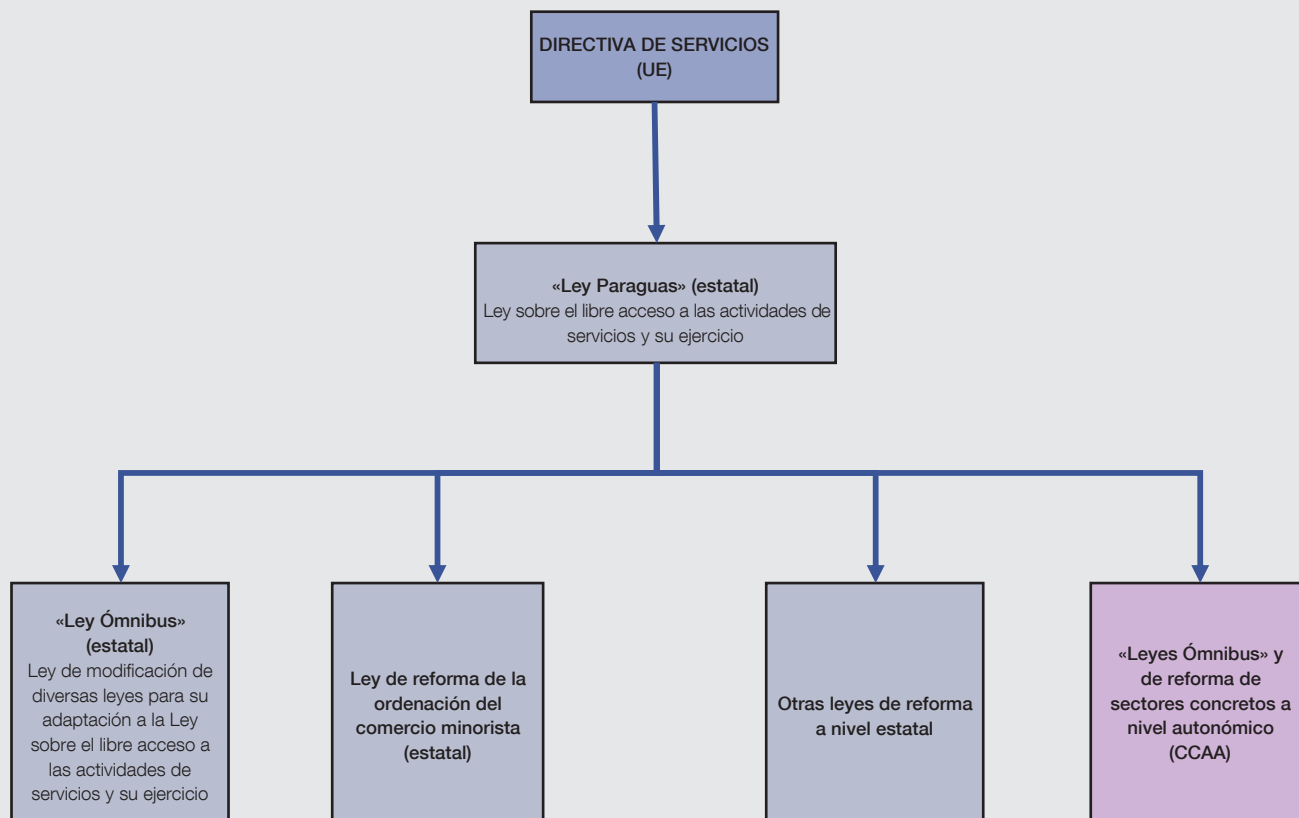 DIRECTIVA DE SERVICIOS
(UE)
«Ley Paraguas» (estatal)
Ley sobre el libre acceso a las actividades de
servicios y su ejercicio
«Ley Ómnibus»
(estatal)
Ley de modificación de
diversas leyes para su
adaptación a la Ley
sobre el libre acceso a
las actividades de
servicios y su ejercicio
Ley de reforma de la
ordenación del
comercio minorista
(estatal)
Otras leyes de reforma
a nivel estatal
«Leyes Ómnibus» y
de reforma de
sectores concretos a
nivel autonómico
(CCAA)